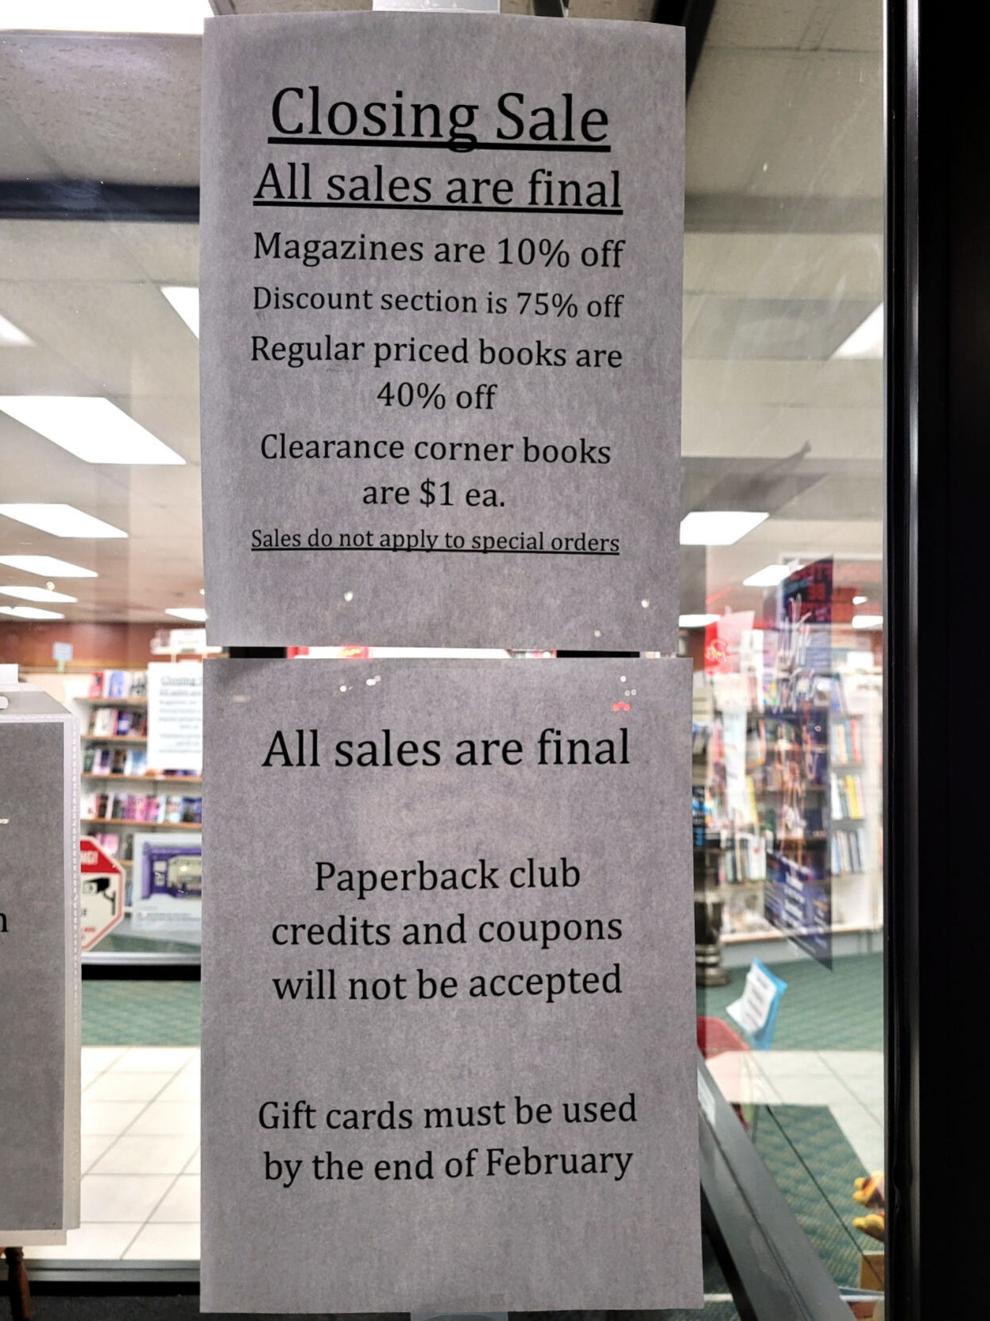 Closing Sale
All sales are final
Magazines are 10% off
Discount section is 75% off
Regular priced books are
40% off
Clearance corner books
are $1 ea.
Sales do not apply to special orders
All sales are final
Paperback club
credits and coupons
will not be accepted
Gift cards must be used
by the end of February